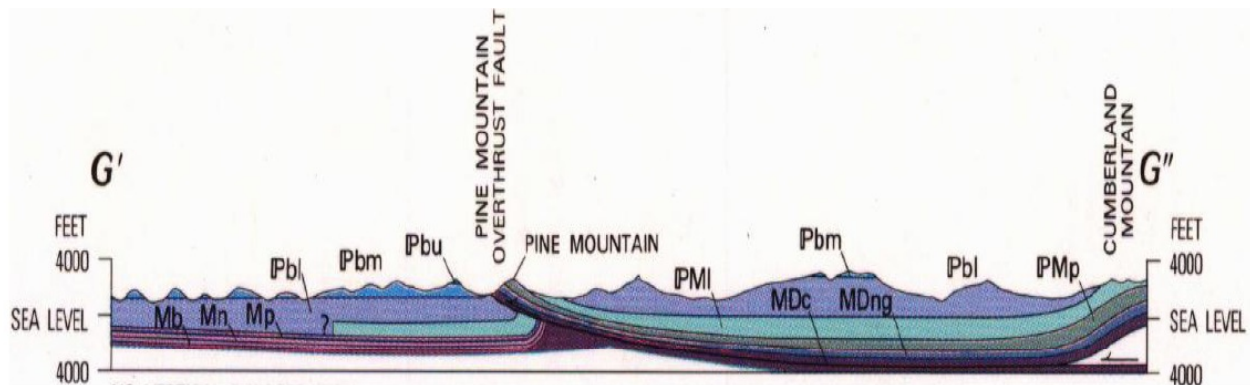 PINE MOUNTAIN
OVERTHRUST FAULT
CUMBERLAND
MOUNTAIN
G'
G"
FEET
FEET
4000
4000
ℙbl
ℙbm
ℙbu
PINE MOUNTAIN
ℙbm
ℙbl
ℙMp
ℙMl
SEA LEVEL
SEA LEVEL
Mb
Mn
Mp
?
MDc
MDng
4000
4000